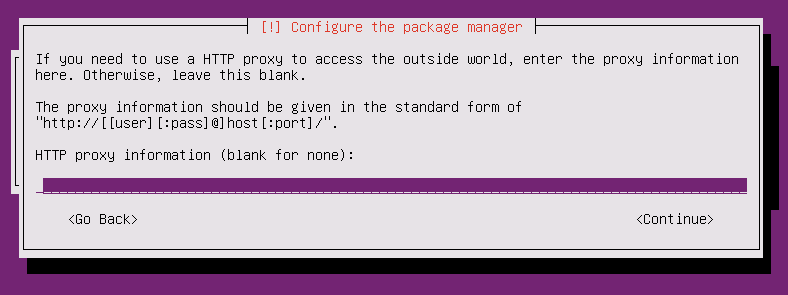 [!] Configure the package manager
If you need to use a HTTP proxy to access the outside world, enter the proxy information
here. Otherwise, leave this blank.
The proxy information should be given in the standard form of
"http://[[user][:pass]@]host[:port]/".
HTTP proxy information (blank for none):
<Go Back> <Continue>